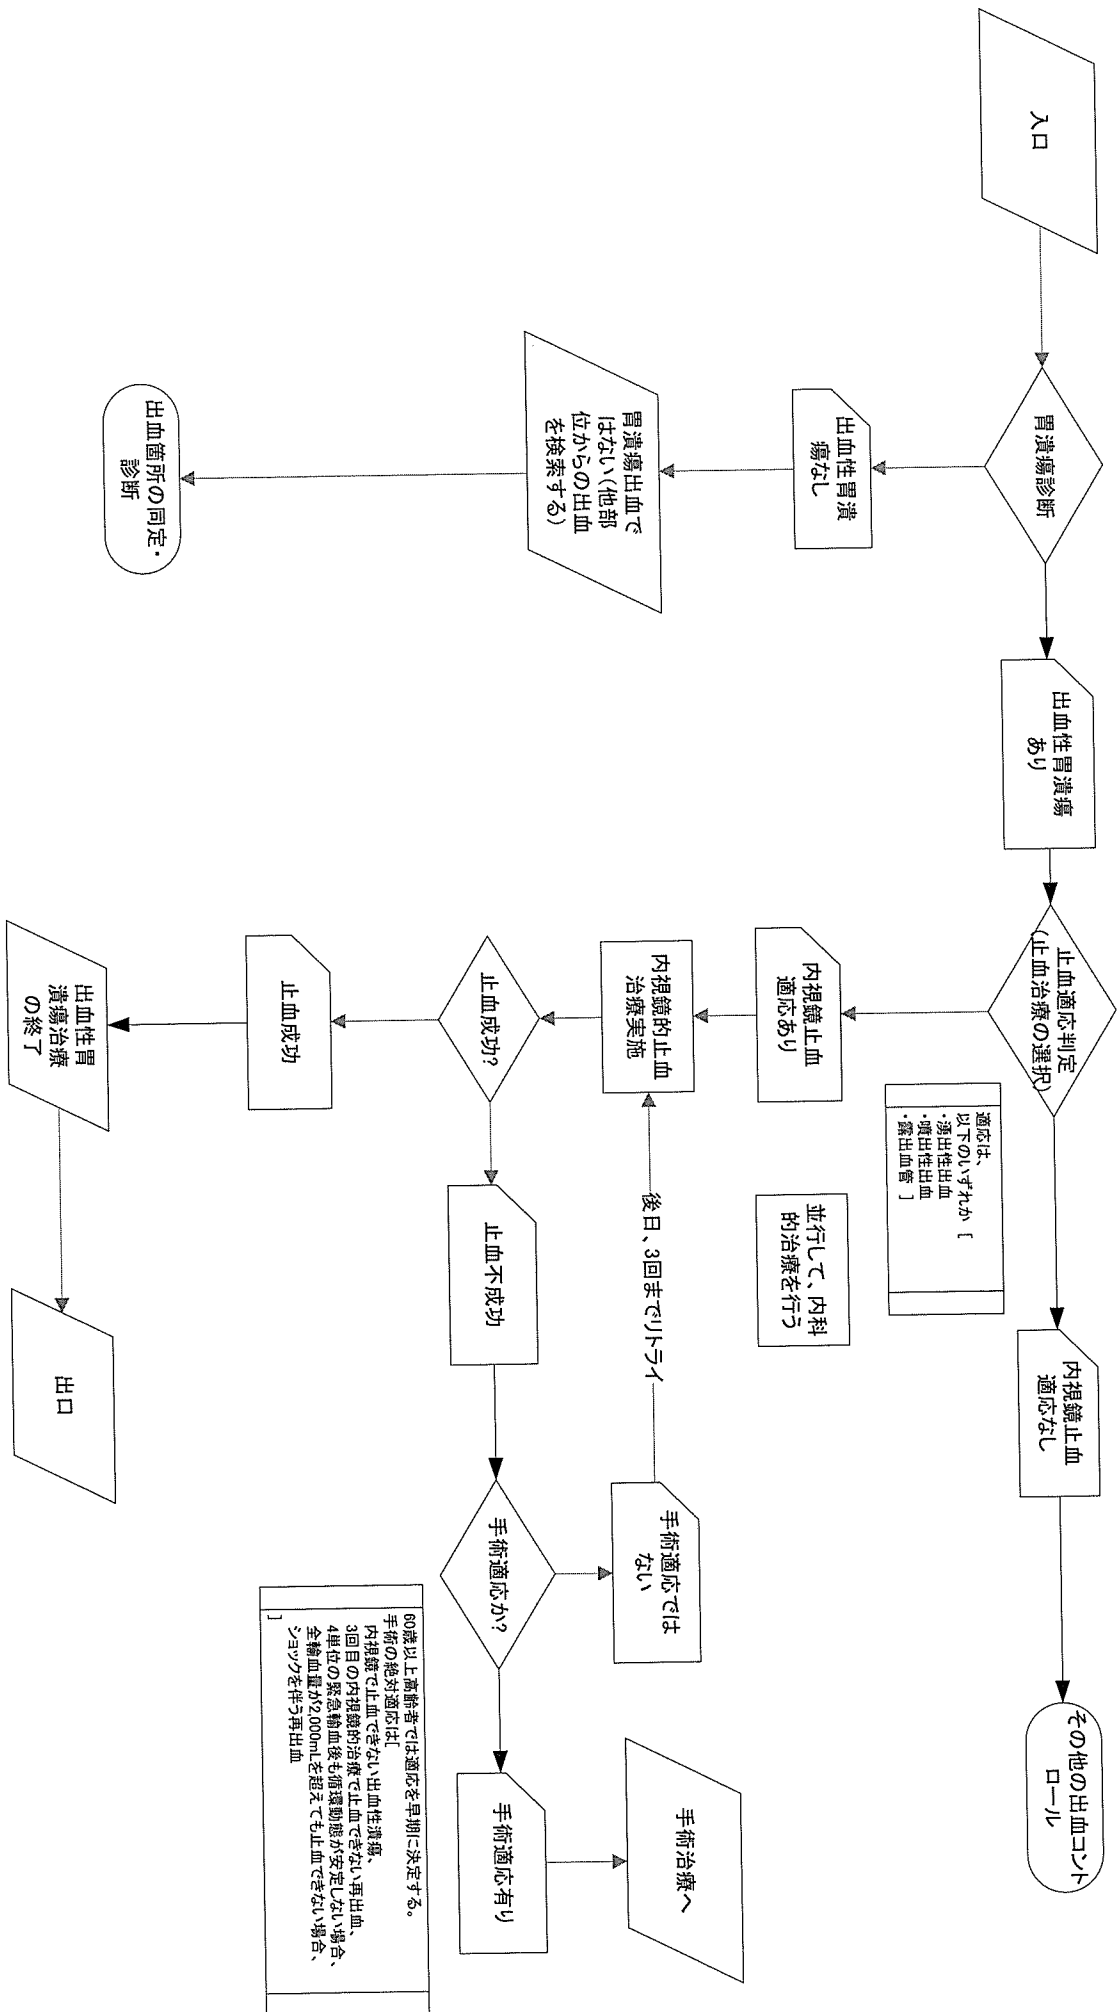 入口
胃潰瘍診断
出血性胃潰
瘍なし
胃潰瘍出血で
はない(他部
位からの出血
を検索する)
出血箇所の同定・
診断
出血性胃潰瘍
あり
止血適応判定
(止血治療の選択)
適応は、
以下のいずれか [
・湧出性出血
・噴出性出血
・露出血管 ]
内視鏡止血
適応あり
並行して、内科
的治療を行う
内視鏡的止血
治療実施
後日、3回までリトライ
止血成功?
止血成功
出血性胃
潰瘍治療
の終了
出口
止血不成功
内視鏡止血
適応なし
その他の出血コント
ロール
手術適応では
ない
手術適応か?
手術適応有り
手術治療へ
60歳以上高齢者では適応を早期に決定する。
手術の絶対適応は[
内視鏡で止血できない出血性潰瘍、
3回目の内視鏡的治療で止血できない再出血、
4単位の緊急輸血後も循環動態が安定しない場合、
全輸血量が2,000mLを超えても止血できない場合、
ショックを伴う再出血
]